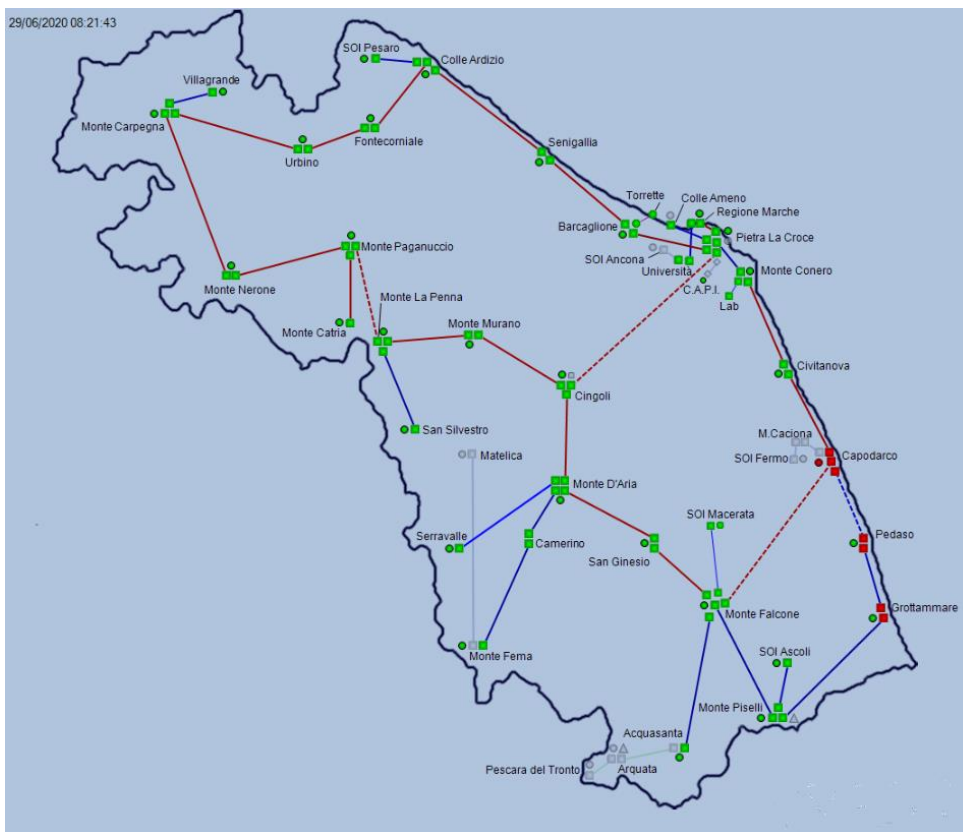 29/06/2020 08:21:43
SOI Pesaro
Colle Ardizio
Villagrande
Monte Carpegna
Fontecorniale
Urbino
Senigallia
Torrette
Colle Ameno
Regione Marche
Barcaglione
Pietra La Croce
SOI Ancona
Università
Monte Conero
C.A.P.I.
Lab
Monte Paganuccio
Monte Nerone
Monte La Penna
Monte Catria
Monte Murano
Civitanova
Cingoli
San Silvestro
M.Caciona
Matelica
SOI Fermo
Capodarco
Monte D'Aria
SOI Macerata
Serravalle
Camerino
Pedaso
San Ginesio
Grottammare
Monte Falcone
Monte Fema
SOI Ascoli
Monte Piselli
Acquasanta
Pescara del Tronto
Arquata